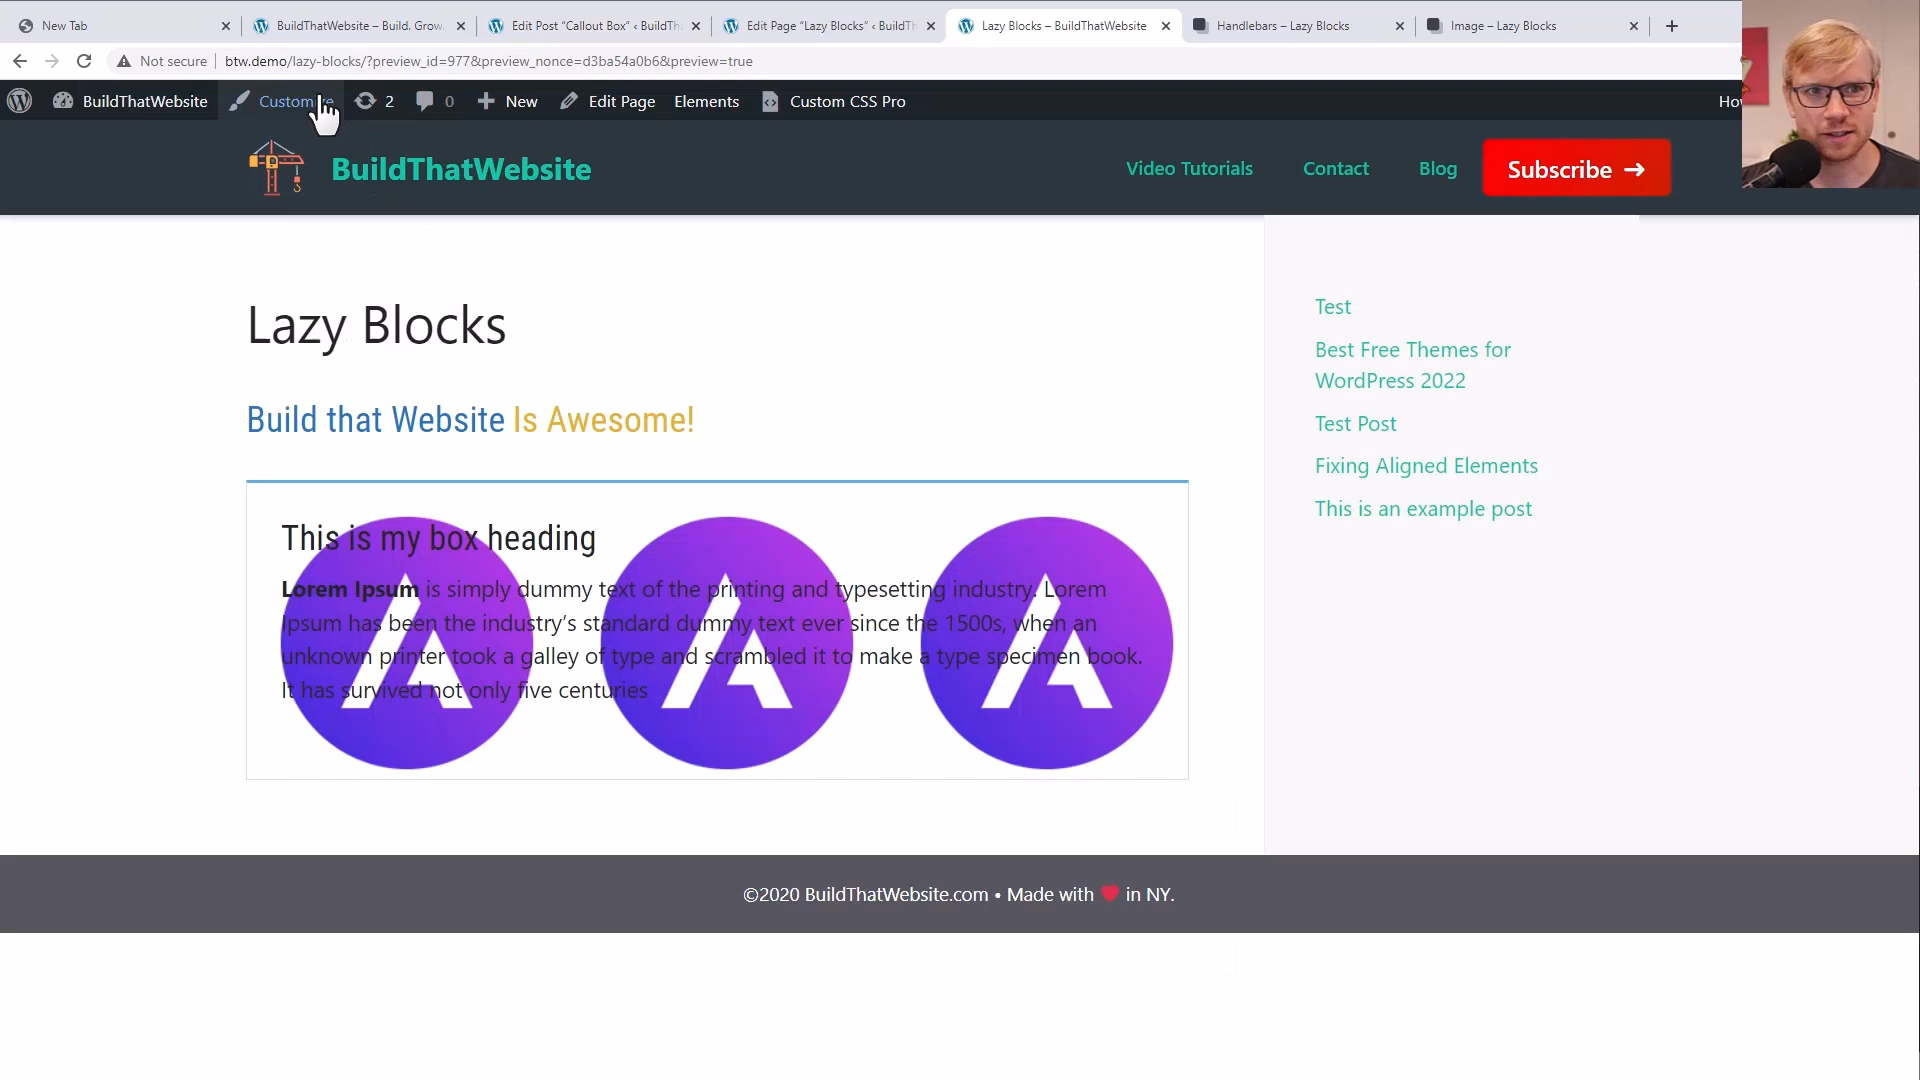 New Tab
BuildThatWebsite – Build. Grow.
Edit Post “Callout Box” ‹ BuildTh
Edit Page “Lazy Blocks” ‹ BuildTh
Lazy Blocks – BuildThatWebsite
Handlebars – Lazy Blocks
Image – Lazy Blocks
Not secure
btw.demo/lazy-blocks/?preview_id=977&preview_nonce=d3ba54a0b6&preview=true
BuildThatWebsite
Customize
2
0
New
Edit Page
Elements
Custom CSS Pro
BuildThatWebsite
Video Tutorials
Contact
Blog
Subscribe →
Lazy Blocks
Build that Website Is Awesome!
This is my box heading
Lorem Ipsum is simply dummy text of the printing and typesetting industry. Lorem
Ipsum has been the industry’s standard dummy text ever since the 1500s, when an
unknown printer took a galley of type and scrambled it to make a type specimen book.
It has survived not only five centuries
Test
Best Free Themes for
WordPress 2022
Test Post
Fixing Aligned Elements
This is an example post
©2020 BuildThatWebsite.com • Made with ❤ in NY.